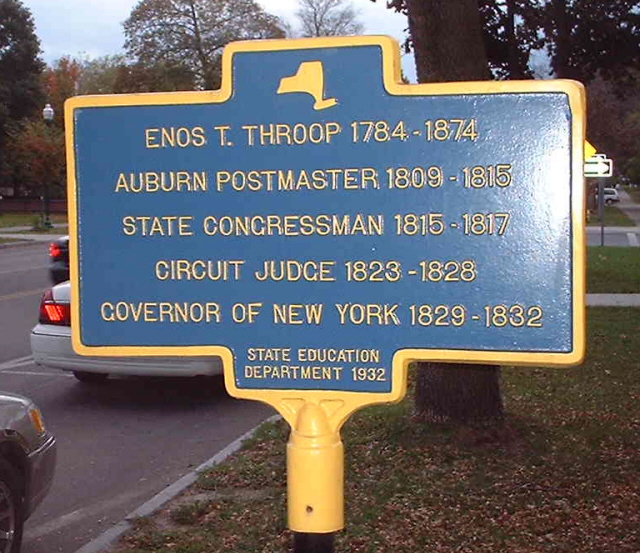 ENOS T. THROOP 1784-1874
AUBURN POSTMASTER 1809-1815
STATE CONGRESSMAN 1815-1817
CIRCUIT JUDGE 1823-1828
GOVERNOR OF NEW YORK 1829-1832
STATE EDUCATION
DEPARTMENT 1932